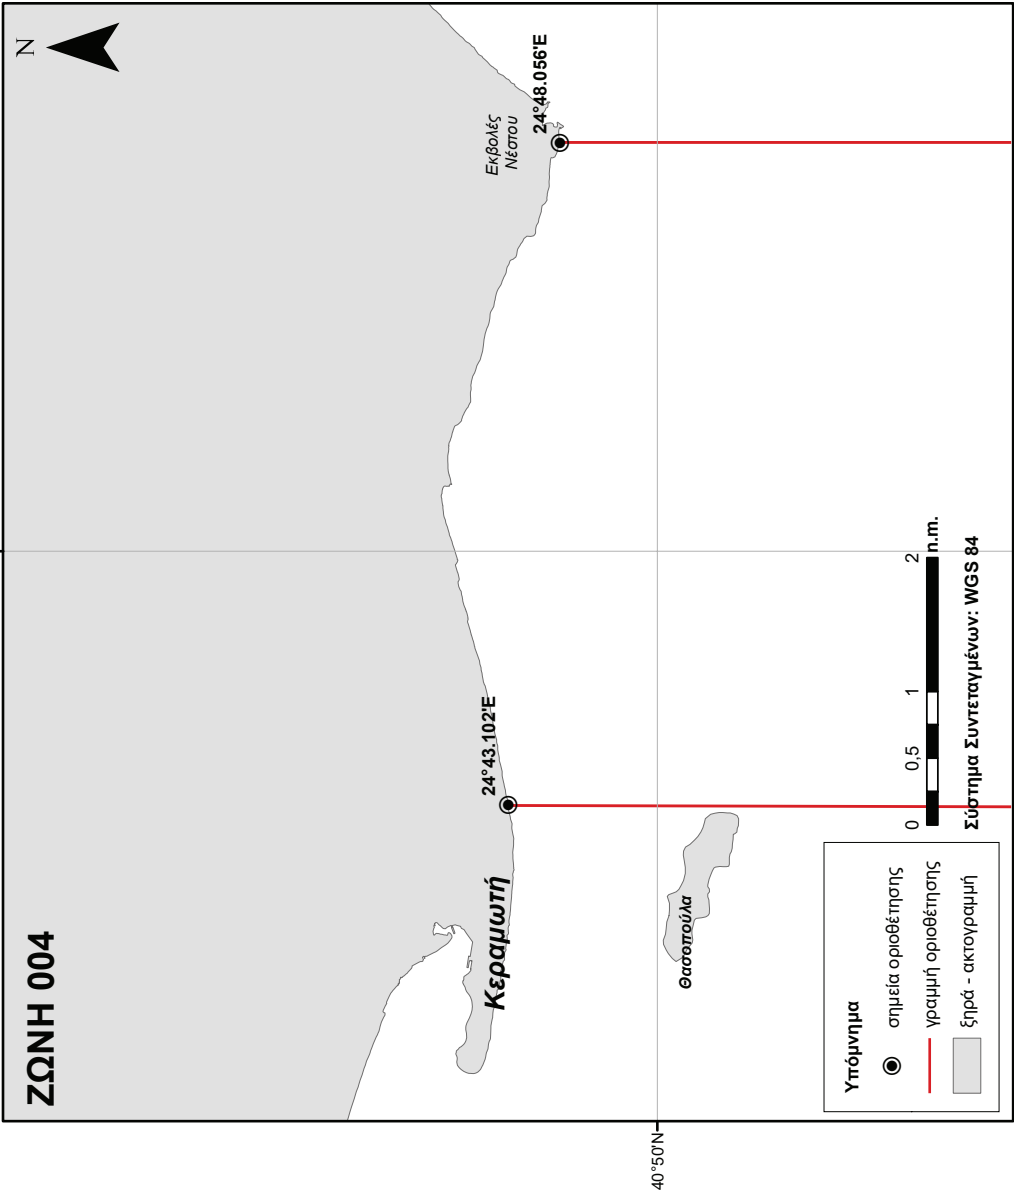 ΖΩΝΗ 004
N
Εκβολές
Νέστου
24°48.056'E
24°43.102'E
Κεραμωτή
Θασοπούλα
40°50'N
Υπόμνημα
σημεία οριοθέτησης
γραμμή οριοθέτησης
ξηρά - ακτογραμμή
0 0,5 1 2
n.m.
Σύστημα Συντεταγμένων: WGS 84